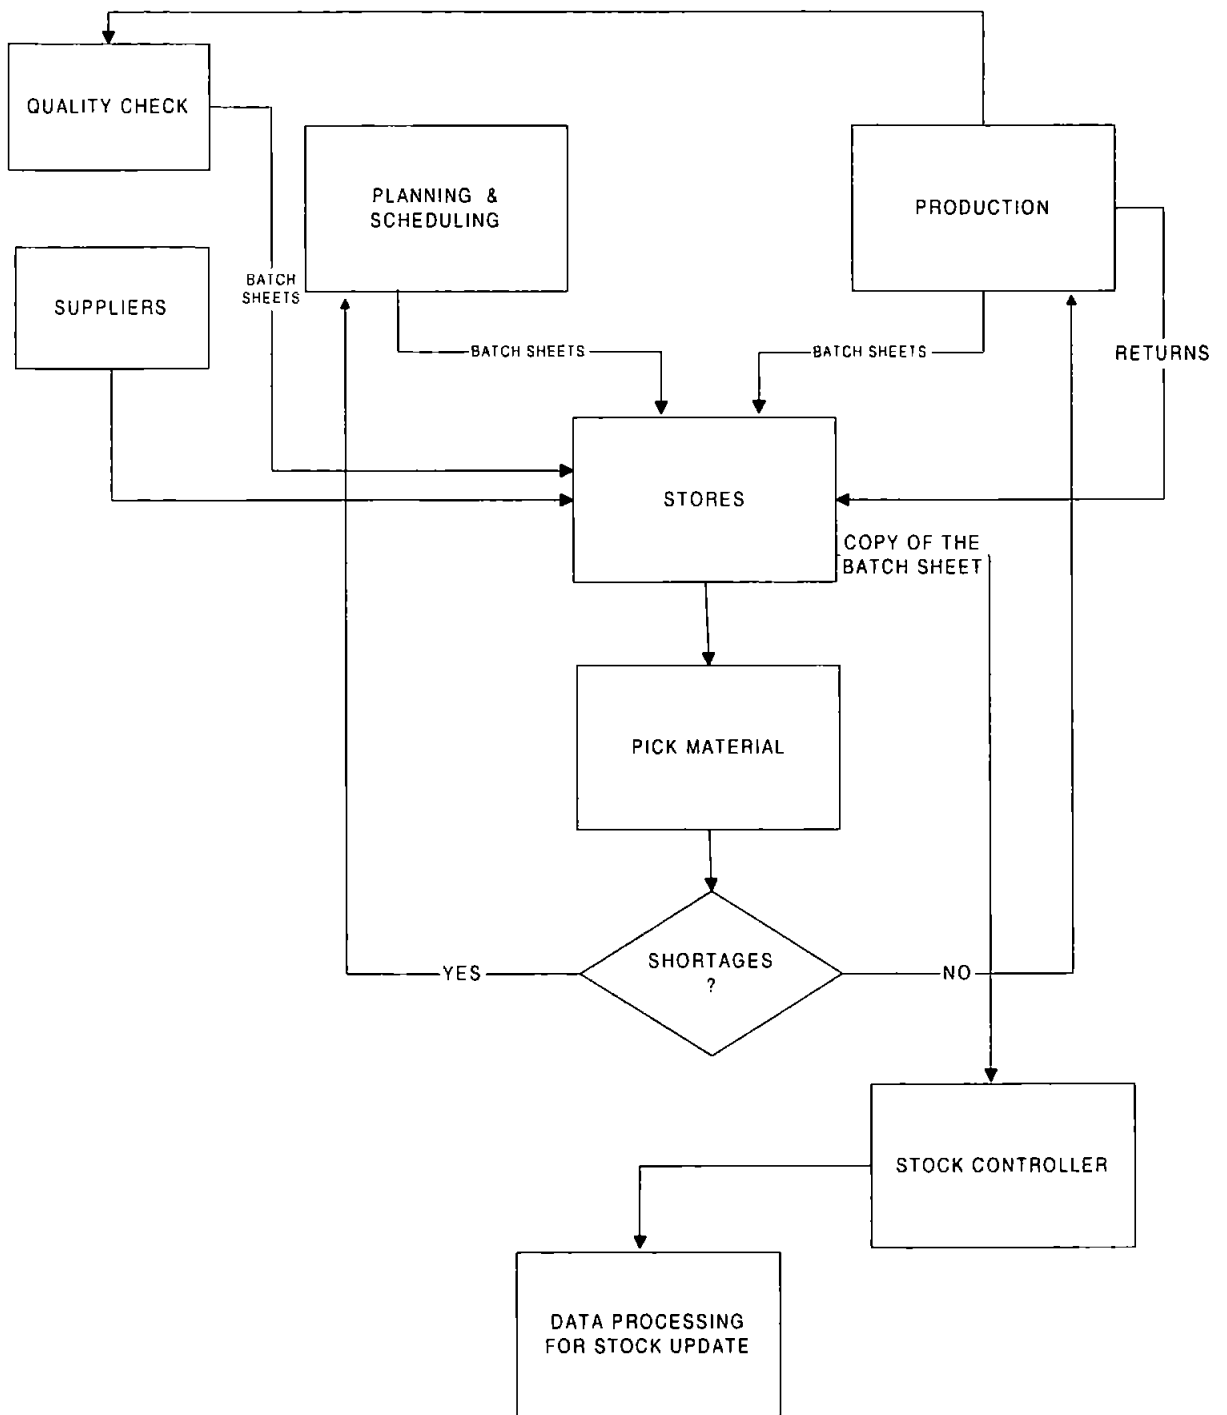 QUALITY CHECK
PLANNING &
SCHEDULING
PRODUCTION
SUPPLIERS
BATCH
SHEETS
BATCH SHEETS
BATCH SHEETS
RETURNS
STORES
COPY OF THE
BATCH SHEET
PICK MATERIAL
SHORTAGES
?
YES
NO
STOCK CONTROLLER
DATA PROCESSING
FOR STOCK UPDATE